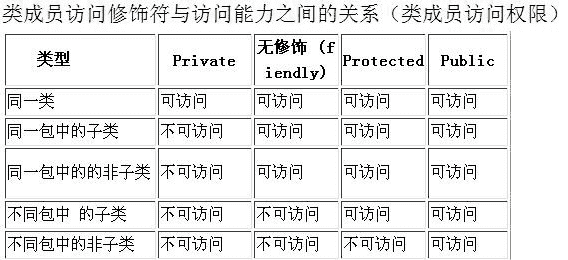 类成员访问修饰符与访问能力之间的关系（类成员访问权限）
类型 Private 无修饰 (f Protected Public
iendly)
同一类 可访问 可访问 可访问 可访问
同一包中的子类 不可访问 可访问 可访问 可访问
同一包中的的非子类 不可访问 可访问 可访问 可访问
不同包中 的子类 不可访问 不可访问 可访问 可访问
不同包中的非子类 不可访问 不可访问 不可访问 可访问